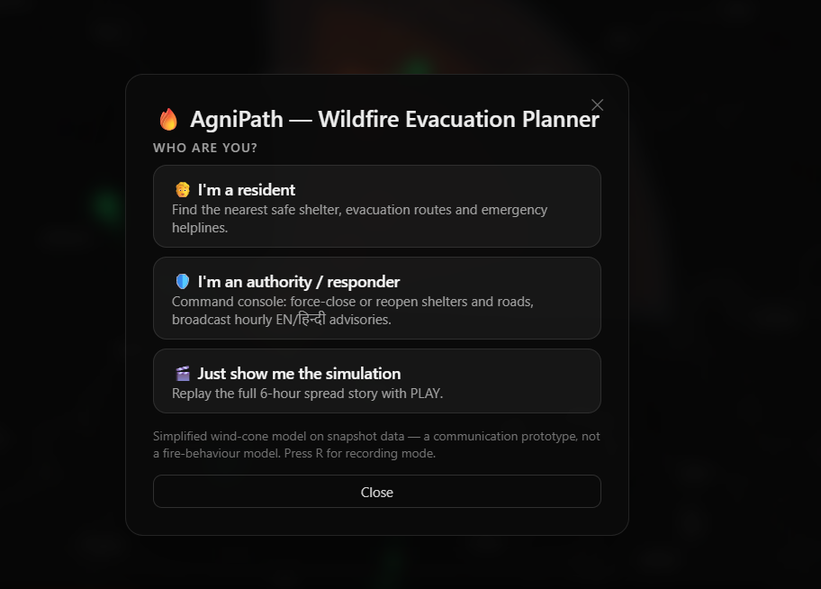 AgniPath — Wildfire Evacuation Planner
WHO ARE YOU?
I'm a resident
Find the nearest safe shelter, evacuation routes and emergency
helplines.
I'm an authority / responder
Command console: force-close or reopen shelters and roads,
broadcast hourly EN/हिन्दी advisories.
Just show me the simulation
Replay the full 6-hour spread story with PLAY.
Simplified wind-cone model on snapshot data — a communication prototype, not
a fire-behaviour model. Press R for recording mode.
Close